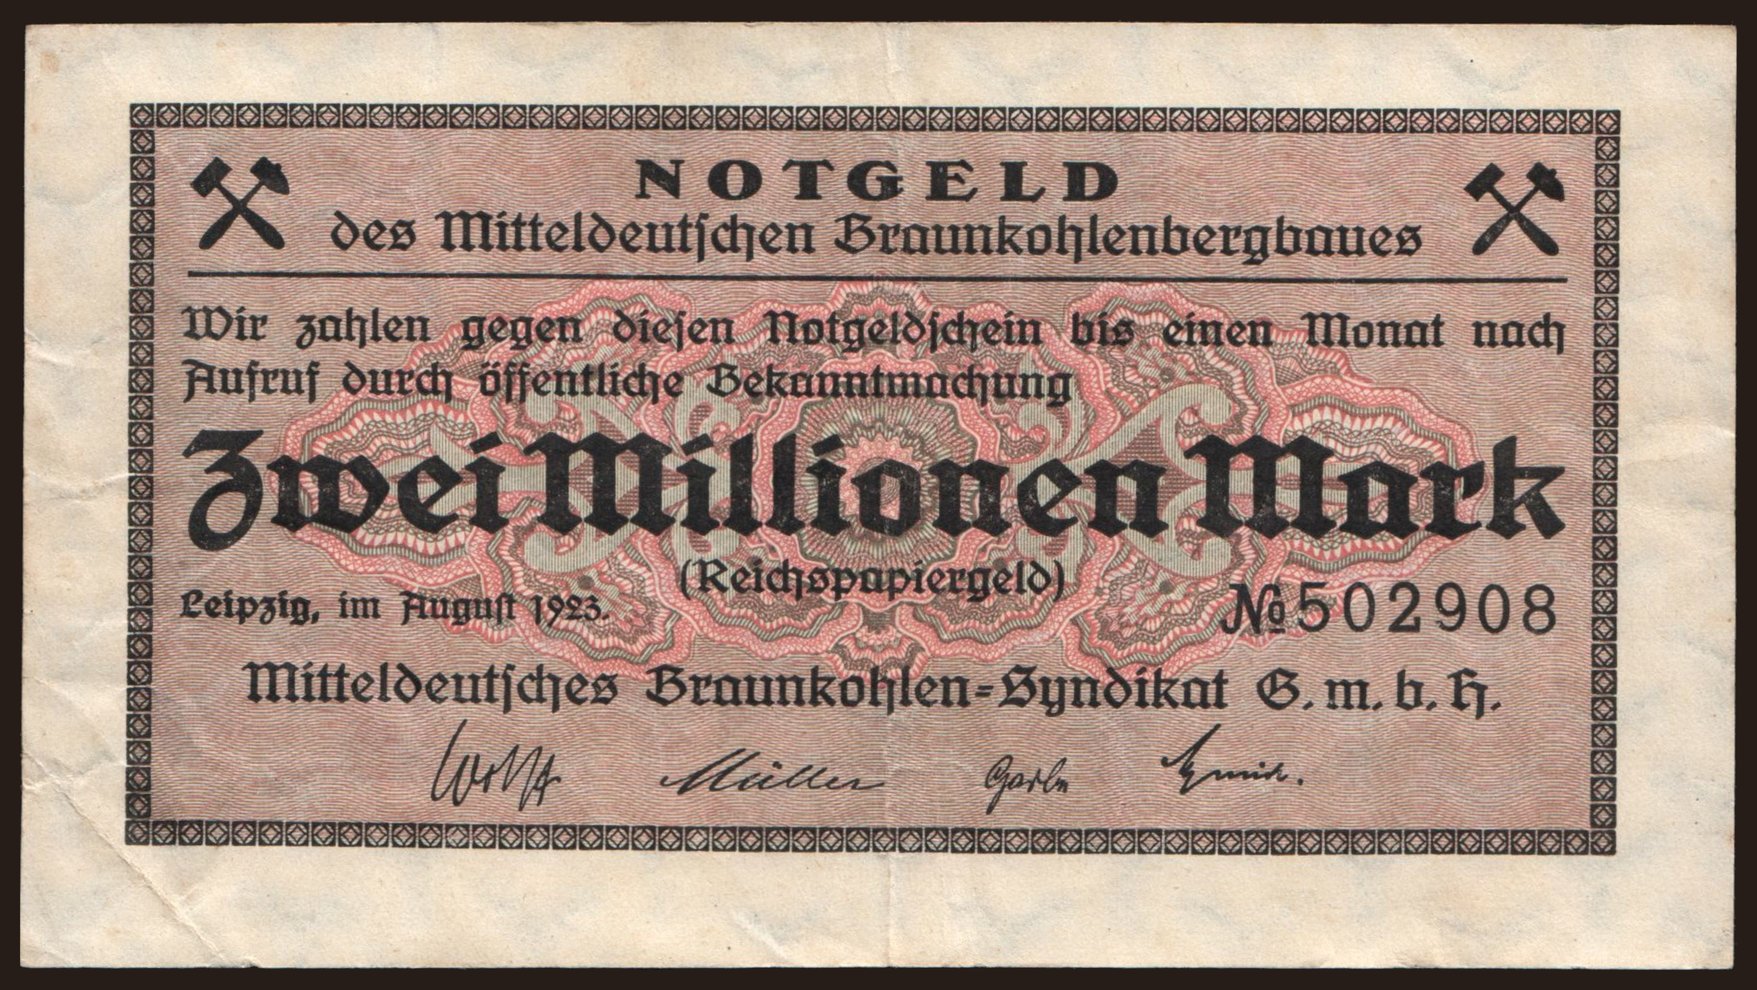 NOTGELD
des Mitteldeutschen Braunkohlenbergbaues
Wir zahlen gegen diesen Notgeldschein bis einen Monat nach
Aufruf durch öffentliche Bekanntmachung
Zwei Millionen Mark
(Reichspapiergeld)
Leipzig, im August 1923.
№ 502908
Mitteldeutsches Braunkohlen-Syndikat G. m. b. H.
Wolff Müller